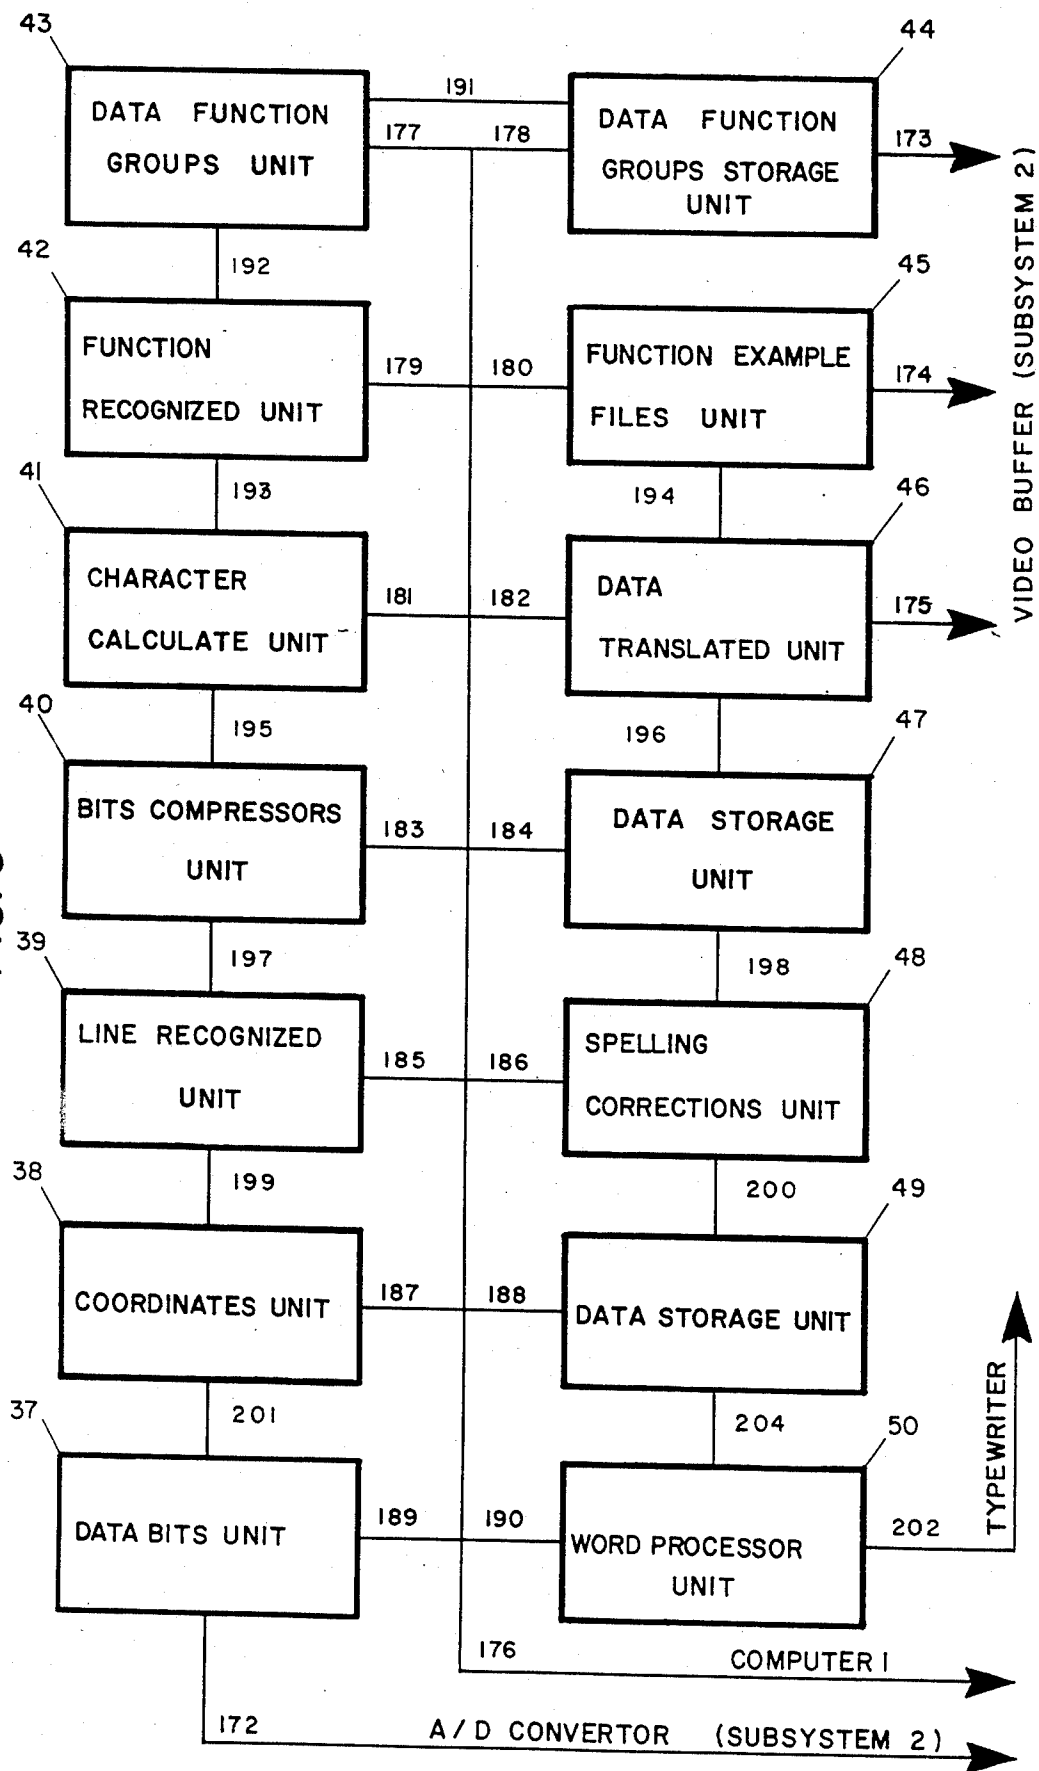 43
44
DATA FUNCTION
GROUPS UNIT
191
177
178
DATA FUNCTION
GROUPS STORAGE
UNIT
173
192
42
45
FUNCTION
RECOGNIZED UNIT
179
180
FUNCTION EXAMPLE
FILES UNIT
174
VIDEO BUFFER (SUBSYSTEM 2)
193
194
41
46
CHARACTER
CALCULATE UNIT
181
182
DATA
TRANSLATED UNIT
175
195
196
40
47
BITS COMPRESSORS
UNIT
183
184
DATA STORAGE
UNIT
197
198
39
48
LINE RECOGNIZED
UNIT
185
186
SPELLING
CORRECTIONS UNIT
199
200
38
49
COORDINATES UNIT
187
188
DATA STORAGE UNIT
201
204
37
50
DATA BITS UNIT
189
190
WORD PROCESSOR
UNIT
202
TYPEWRITER
176
COMPUTER 1
172
A/D CONVERTOR (SUBSYSTEM 2)